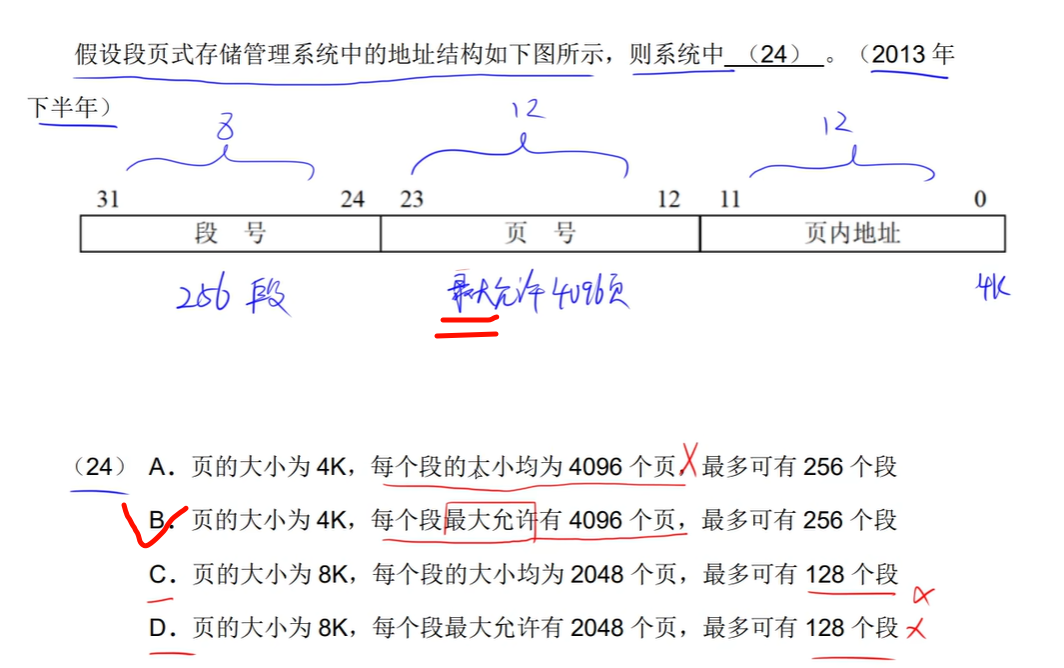 假设段页式存储管理系统中的地址结构如下图所示，则系统中 （24） 。（2013 年
下半年）
8 12 12
31 24 23 12 11 0
段 号 页 号 页内地址
256 段 最大允许4096页 4K
（24） A．页的大小为 4K，每个段的大小均为 4096 个页，最多可有 256 个段
B．页的大小为 4K，每个段最大允许有 4096 个页，最多可有 256 个段
C．页的大小为 8K，每个段的大小均为 2048 个页，最多可有 128 个段
D．页的大小为 8K，每个段最大允许有 2048 个页，最多可有 128 个段